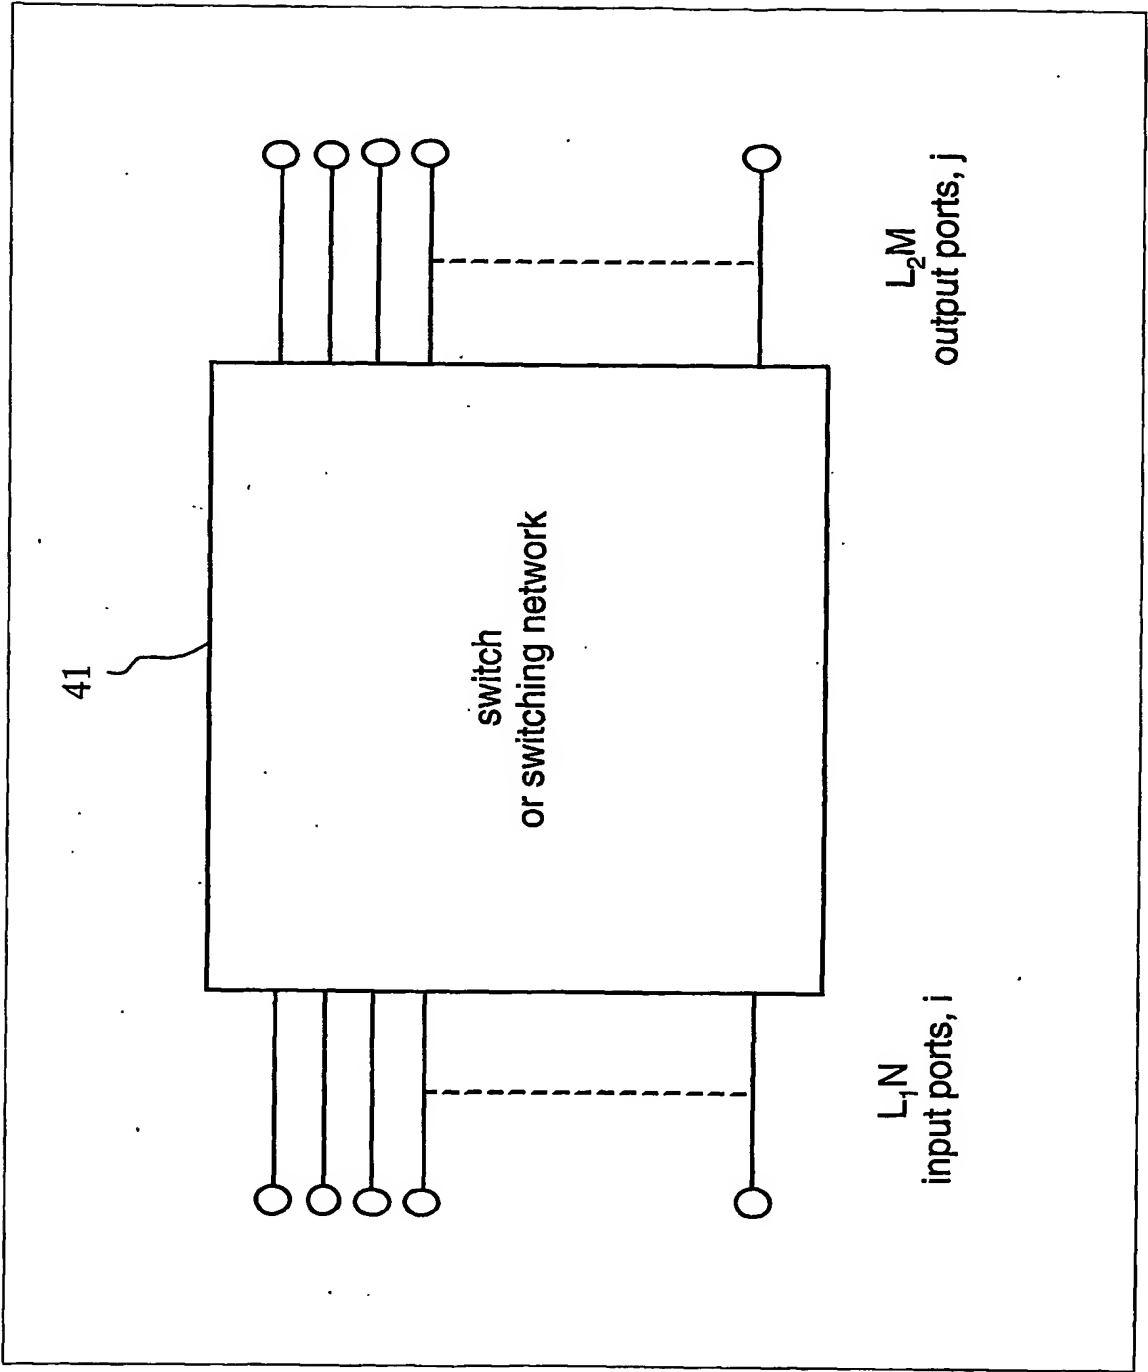 41
switch
or switching network
L₁N
input ports, i
L₂M
output ports, j